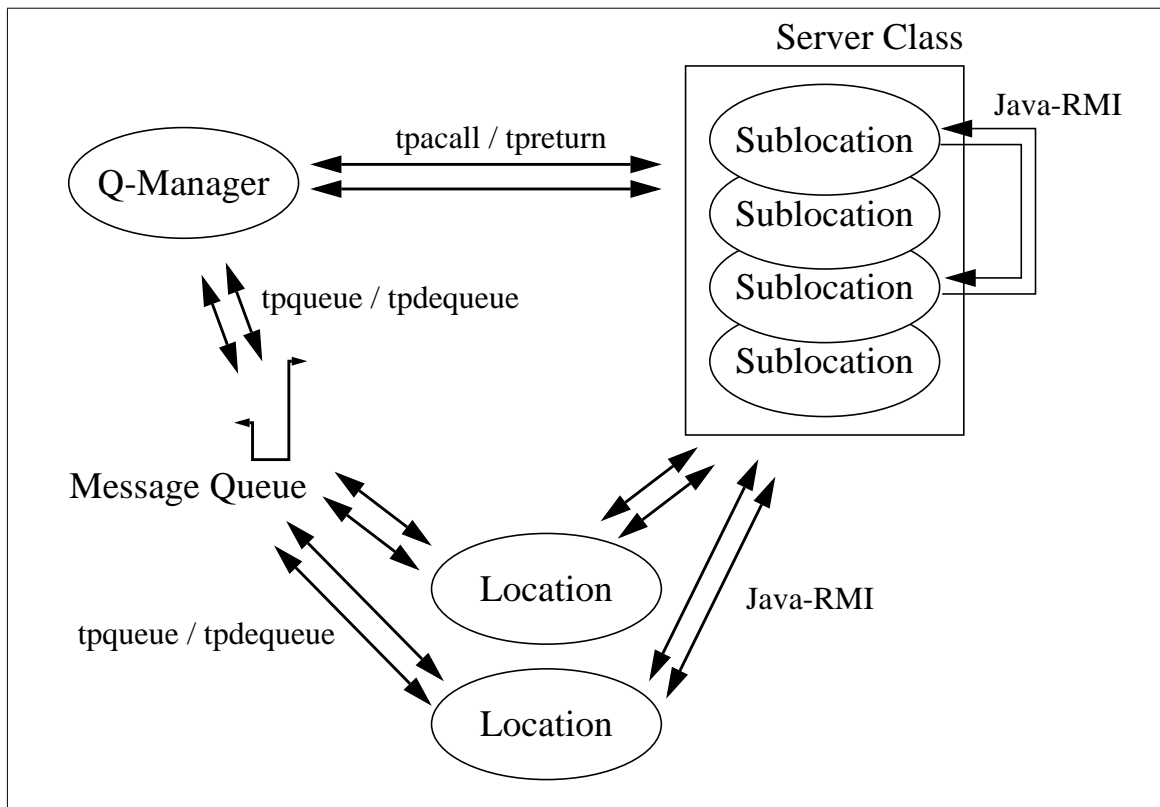 Server Class
Java-RMI
tpacall / tpreturn
Sublocation
Q-Manager
Sublocation
Sublocation
tpqueue / tpdequeue
Sublocation
Message Queue
Location
Java-RMI
tpqueue / tpdequeue
Location